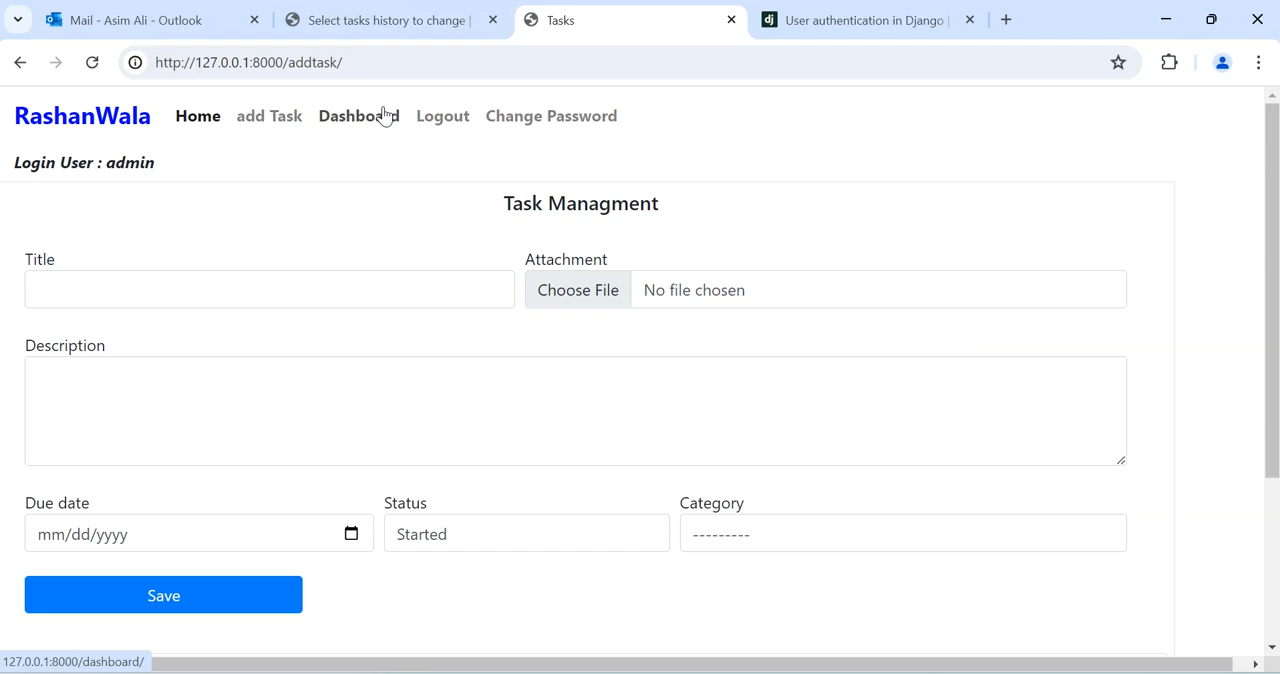 Mail - Asim Ali - Outlook
Select tasks history to change |
Tasks
dj User authentication in Django |
http://127.0.0.1:8000/addtask/
RashanWala Home add Task Dashboard Logout Change Password
Login User : admin
Task Managment
Title
Attachment
Choose File No file chosen
Description
Due date
Status
Category
mm/dd/yyyy
Started
---------
Save
127.0.0.1:8000/dashboard/